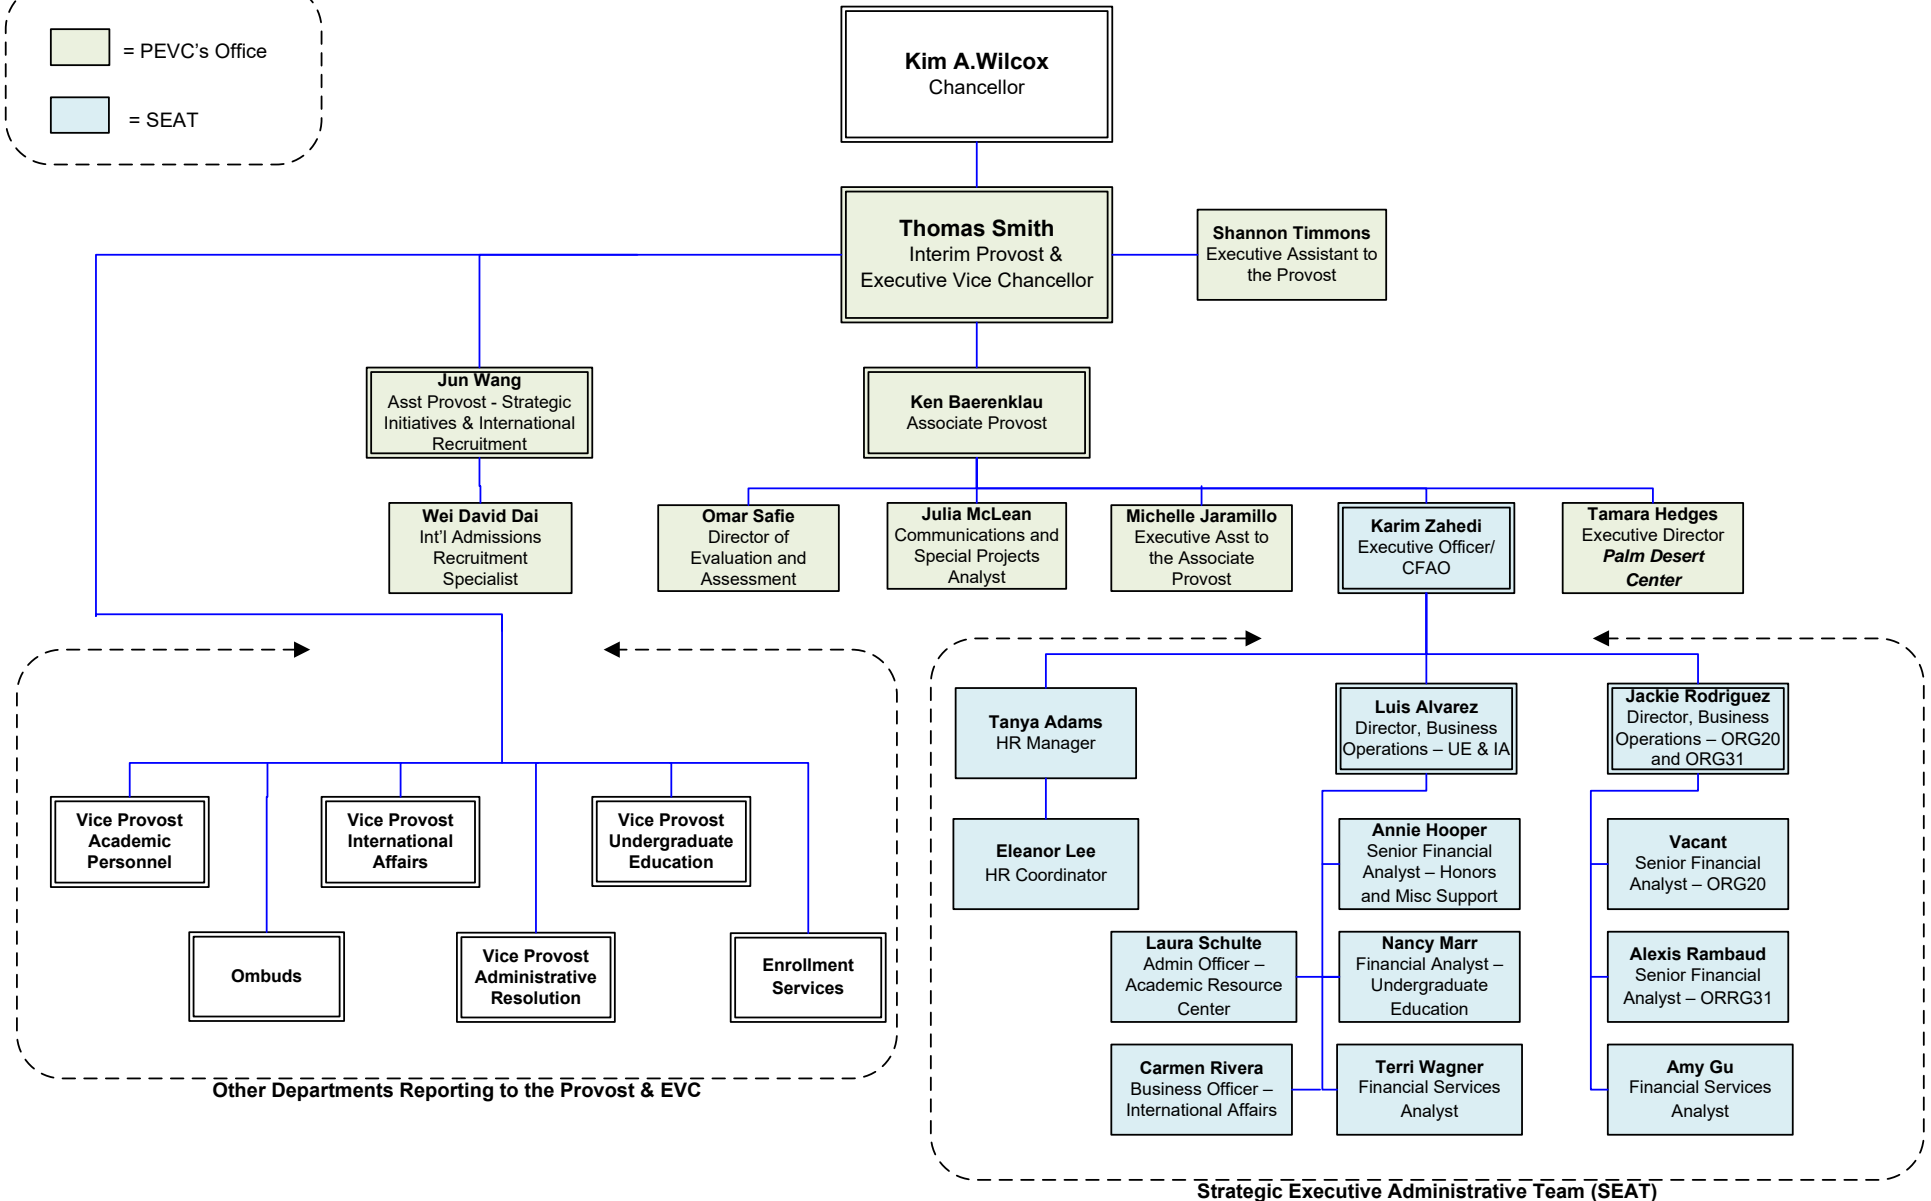 = PEVC's Office
= SEAT
Kim A.Wilcox
Chancellor
Thomas Smith
Interim Provost &
Executive Vice Chancellor
Shannon Timmons
Executive Assistant to
the Provost
Jun Wang
Asst Provost - Strategic
Initiatives & International
Recruitment
Ken Baerenklau
Associate Provost
Wei David Dai
Int'l Admissions
Recruitment
Specialist
Omar Safie
Director of
Evaluation and
Assessment
Julia McLean
Communications and
Special Projects
Analyst
Michelle Jaramillo
Executive Asst to
the Associate
Provost
Karim Zahedi
Executive Officer/
CFAO
Tamara Hedges
Executive Director
Palm Desert
Center
Vice Provost
Academic
Personnel
Vice Provost
International
Affairs
Vice Provost
Undergraduate
Education
Ombuds
Vice Provost
Administrative
Resolution
Enrollment
Services
Other Departments Reporting to the Provost & EVC
Tanya Adams
HR Manager
Luis Alvarez
Director, Business
Operations – UE & IA
Jackie Rodriguez
Director, Business
Operations – ORG20
and ORG31
Eleanor Lee
HR Coordinator
Annie Hooper
Senior Financial
Analyst – Honors
and Misc Support
Vacant
Senior Financial
Analyst – ORG20
Laura Schulte
Admin Officer –
Academic Resource
Center
Nancy Marr
Financial Analyst –
Undergraduate
Education
Alexis Rambaud
Senior Financial
Analyst – ORRG31
Carmen Rivera
Business Officer –
International Affairs
Terri Wagner
Financial Services
Analyst
Amy Gu
Financial Services
Analyst
Strategic Executive Administrative Team (SEAT)